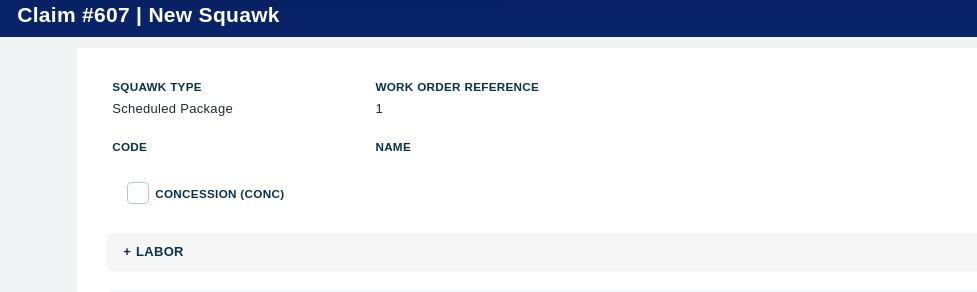 Claim #607 | New Squawk
SQUAWK TYPE WORK ORDER REFERENCE
Scheduled Package 1
CODE NAME
CONCESSION (CONC)
+ LABOR